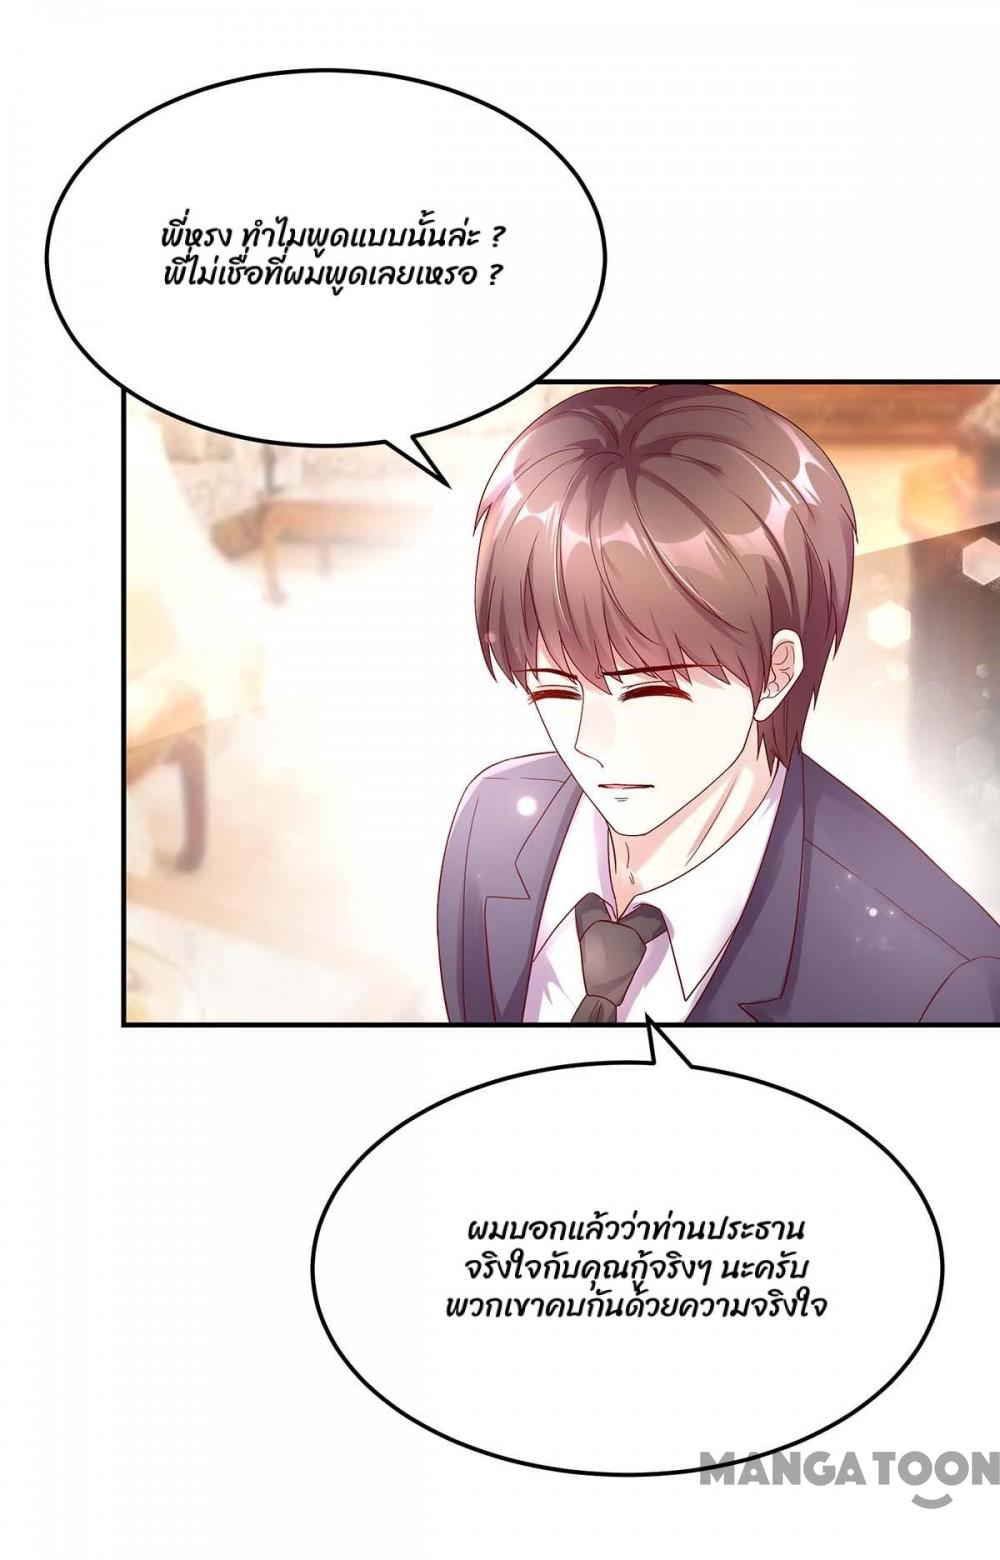 พี่หรง ทำไมพูดแบบนั้นล่ะ ?
พี่ไม่เชื่อที่ผมพูดเลยเหรอ ?
ผมบอกแล้วว่าท่านประธาน
จริงใจกับคุณกู้จริงๆ นะครับ
พวกเขาคบกันด้วยความจริงใจ
MANGATOON